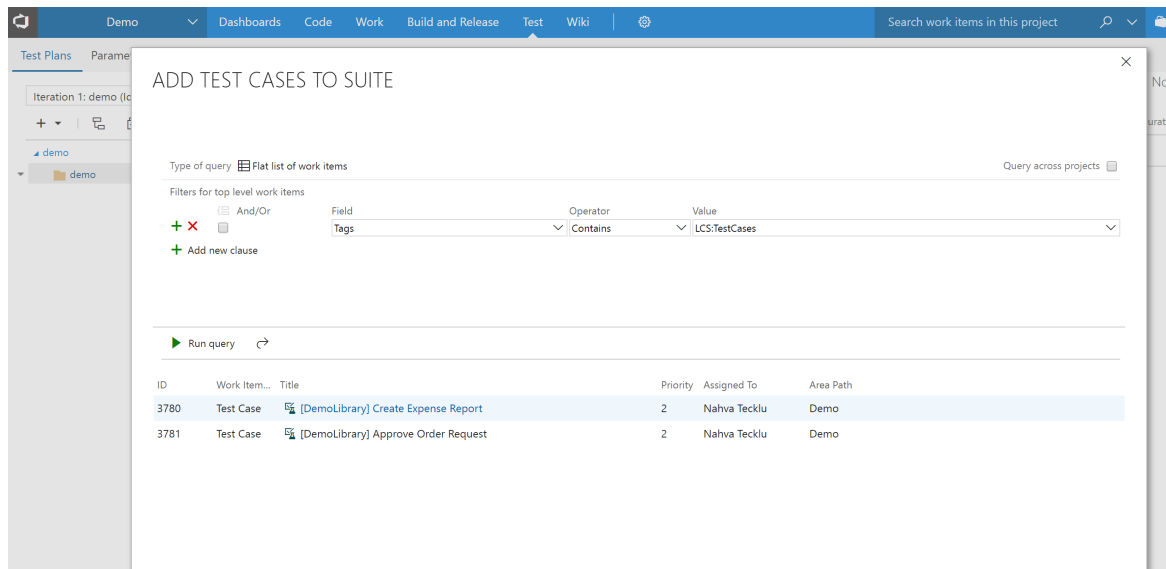 Demo Dashboards Code Work Build and Release Test Wiki Search work items in this project
Test Plans Parame
ADD TEST CASES TO SUITE
No
Iteration 1: demo (Id
urat
demo
demo
Type of query Flat list of work items Query across projects
Filters for top level work items
And/Or Field Operator Value
Tags Contains LCS:TestCases
Add new clause
Run query
ID Work Item... Title Priority Assigned To Area Path
3780 Test Case [DemoLibrary] Create Expense Report 2 Nahva Tecklu Demo
3781 Test Case [DemoLibrary] Approve Order Request 2 Nahva Tecklu Demo